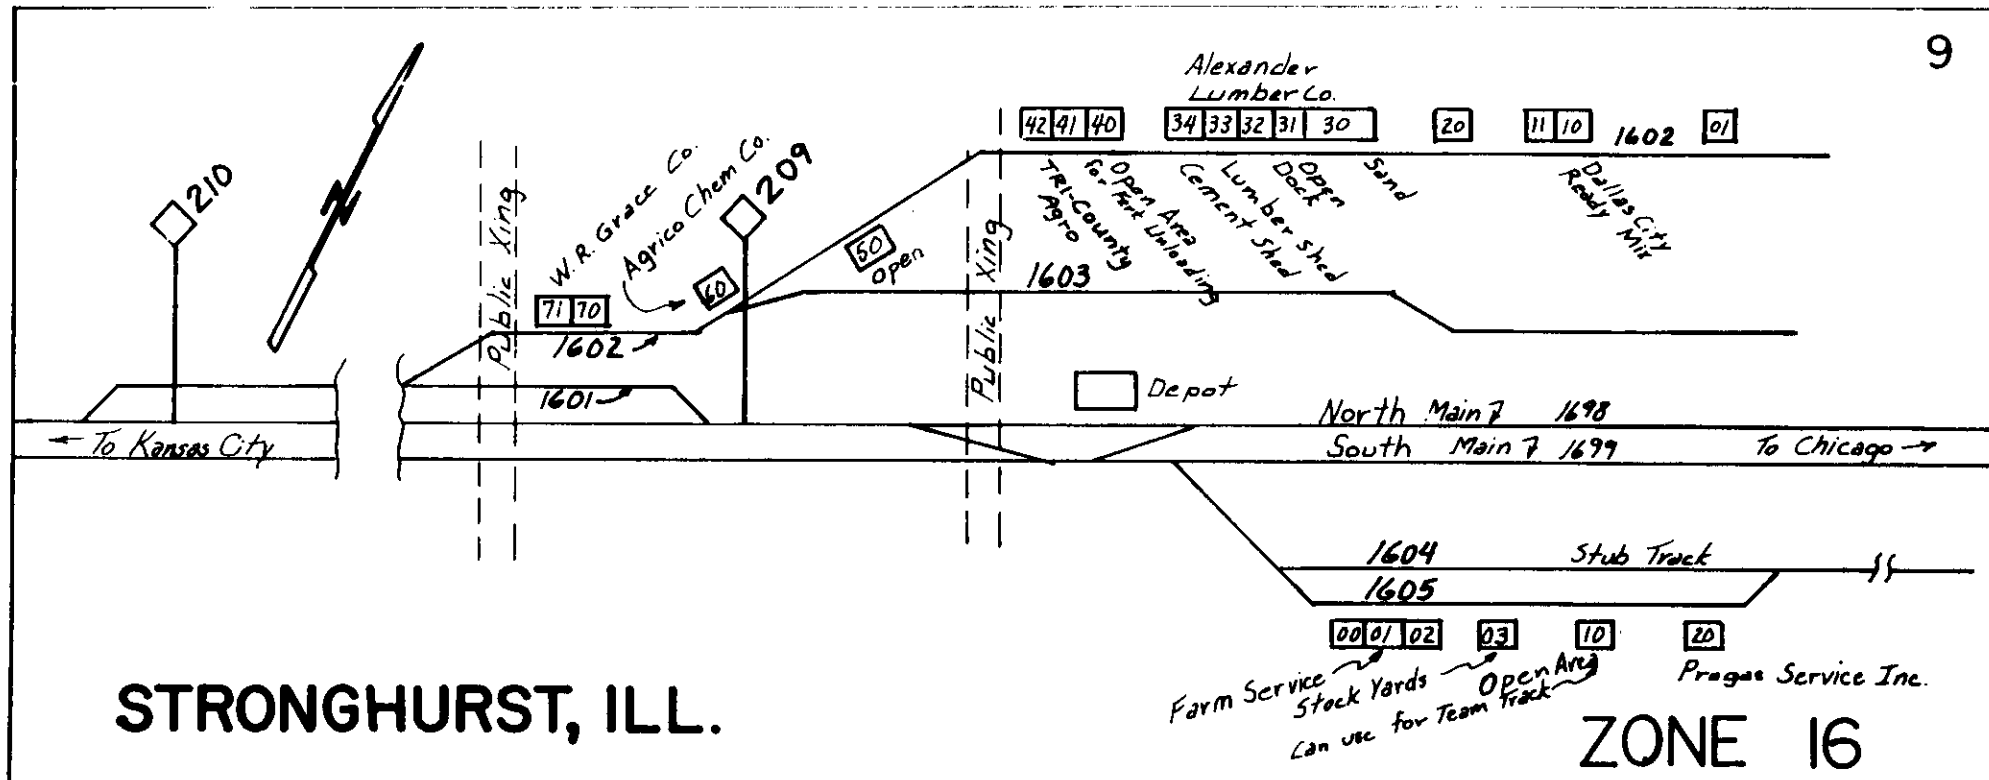 9
Alexander
Lumber Co.
42 41 40
34 33 32 31 30
20
11 10
1602
01
210
Public Xing
W. R. Grace Co.
Agrico Chem Co.
209
60
50
Open
Public Xing
TRI-County
Agro
Open Area
for Fert Unloading
Cement Shed
Lumber Shed
Open
Dock
Sand
Dallas City
Ready Mix
1603
71 70
1602
1601
Depot
North Main 1698
South Main 1699
← To Kansas City
To Chicago →
1604 Stub Track
1605
00 01 02
03
10
20
Farm Service
Stock Yards
Open Area
Can use for Team Track
Progas Service Inc.
STRONGHURST, ILL.
ZONE 16